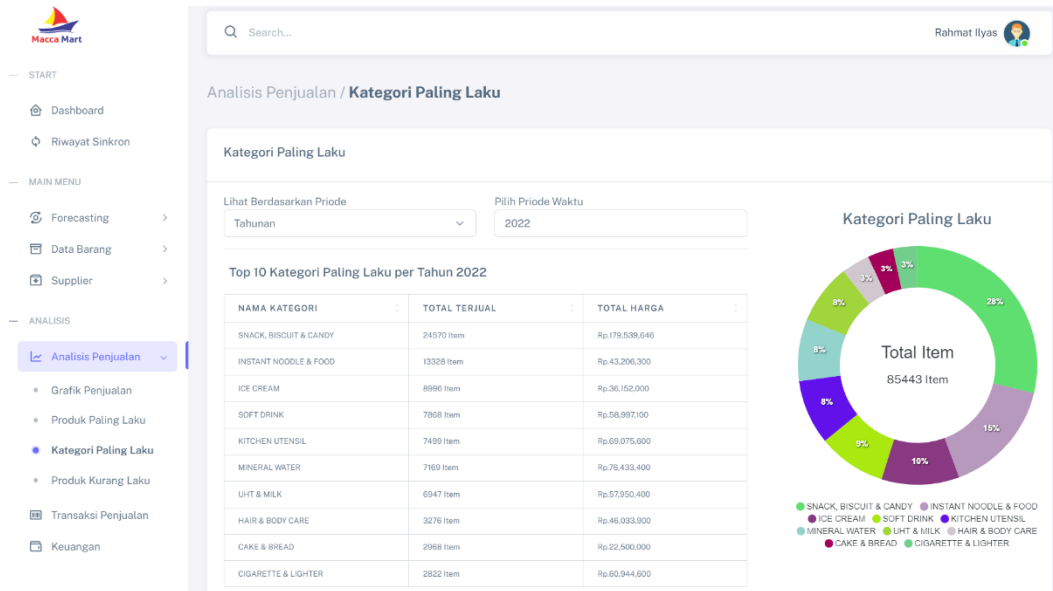 Macca Mart
START
Dashboard
Riwayat Sinkron
MAIN MENU
Forecasting
Data Barang
Supplier
ANALISIS
Analisis Penjualan
Grafik Penjualan
Produk Paling Laku
Kategori Paling Laku
Produk Kurang Laku
Transaksi Penjualan
Keuangan
Search...
Rahmat Ilyas
Analisis Penjualan / Kategori Paling Laku
Kategori Paling Laku
Lihat Berdasarkan Priode
Tahunan
Pilih Priode Waktu
2022
Top 10 Kategori Paling Laku per Tahun 2022
NAMA KATEGORI TOTAL TERJUAL TOTAL HARGA
SNACK, BISCUIT & CANDY 24570 Item Rp.179,539,646
INSTANT NOODLE & FOOD 13328 Item Rp.43,206,300
ICE CREAM 8996 Item Rp.36,152,000
SOFT DRINK 7868 Item Rp.58,997,100
KITCHEN UTENSIL 7499 Item Rp.69,075,600
MINERAL WATER 7169 Item Rp.76,433,400
UHT & MILK 6947 Item Rp.57,950,400
HAIR & BODY CARE 3276 Item Rp.46,033,900
CAKE & BREAD 2968 Item Rp.22,500,000
CIGARETTE & LIGHTER 2822 Item Rp.60,944,600
Kategori Paling Laku
28%
15%
10%
9%
8%
8%
8%
3%
3%
3%
Total Item
85443 Item
SNACK, BISCUIT & CANDY INSTANT NOODLE & FOOD
ICE CREAM SOFT DRINK KITCHEN UTENSIL
MINERAL WATER UHT & MILK HAIR & BODY CARE
CAKE & BREAD CIGARETTE & LIGHTER